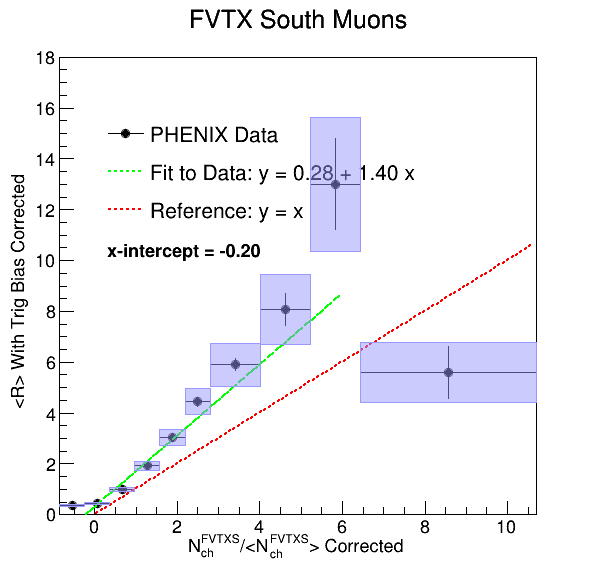 FVTX South Muons
<R> With Trig Bias Corrected
18
16
14
12
10
8
6
4
2
0
PHENIX Data
Fit to Data: y = 0.28 + 1.40 x
Reference: y = x
x-intercept = -0.20
0 2 4 6 8 10
N_ch^FVTXS/<N_ch^FVTXS> Corrected